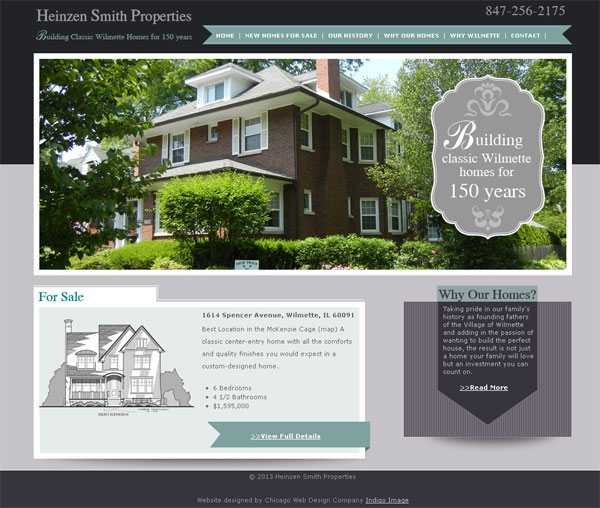 Heinzen Smith Properties
847-256-2175
Building Classic Wilmette Homes for 150 years
HOME | NEW HOMES FOR SALE | OUR HISTORY | WHY OUR HOMES | WHY WILMETTE | CONTACT |
Building
classic Wilmette
homes for
150 years
For Sale
1614 Spencer Avenue, Wilmette, IL 60091
Best Location in the McKenzie Cage (map) A
classic center-entry home with all the comforts
and quality finishes you would expect in a
custom-designed home.
• 6 Bedrooms
• 4 1/2 Bathrooms
• $1,595,000
>>View Full Details
FRONT ELEVATION
Why Our Homes?
Taking pride in our family's
history as founding fathers
of the Village of Wilmette
and adding in the passion of
wanting to build the perfect
house, the result is not just
a home your family will love
but an investment you can
count on.
>>Read More
© 2013 Heinzen Smith Properties
Website designed by Chicago Web Design Company Indigo Image